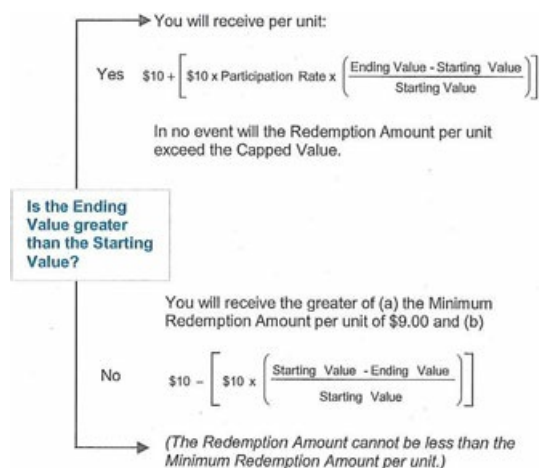 You will receive per unit:
Yes $10 + [$10 x Participation Rate x (Ending Value - Starting Value / Starting Value)]
In no event will the Redemption Amount per unit
exceed the Capped Value.
Is the Ending
Value greater
than the Starting
Value?
You will receive the greater of (a) the Minimum
Redemption Amount per unit of $9.00 and (b)
No $10 – [$10 x (Starting Value - Ending Value / Starting Value)]
(The Redemption Amount cannot be less than the
Minimum Redemption Amount per unit.)